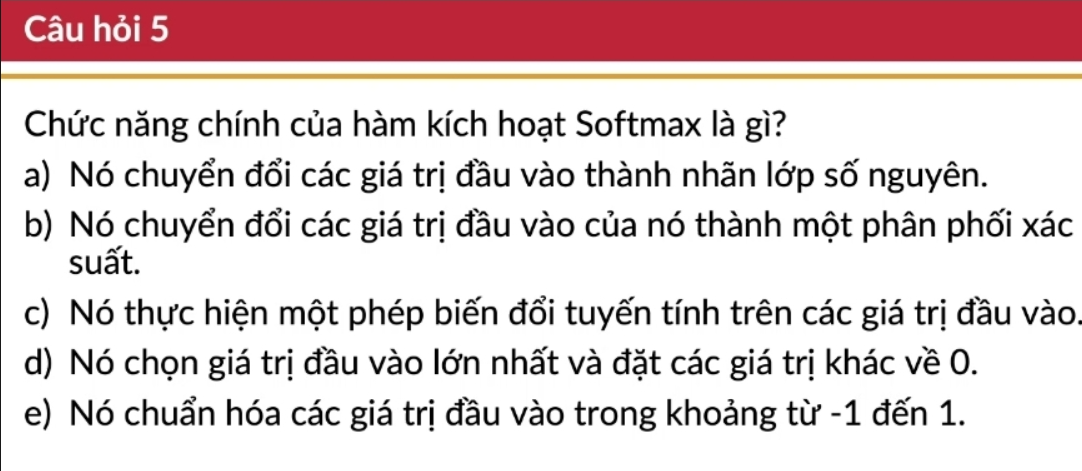 Câu hỏi 5
Chức năng chính của hàm kích hoạt Softmax là gì?
a) Nó chuyển đổi các giá trị đầu vào thành nhãn lớp số nguyên.
b) Nó chuyển đổi các giá trị đầu vào của nó thành một phân phối xác
suất.
c) Nó thực hiện một phép biến đổi tuyến tính trên các giá trị đầu vào.
d) Nó chọn giá trị đầu vào lớn nhất và đặt các giá trị khác về 0.
e) Nó chuẩn hóa các giá trị đầu vào trong khoảng từ -1 đến 1.